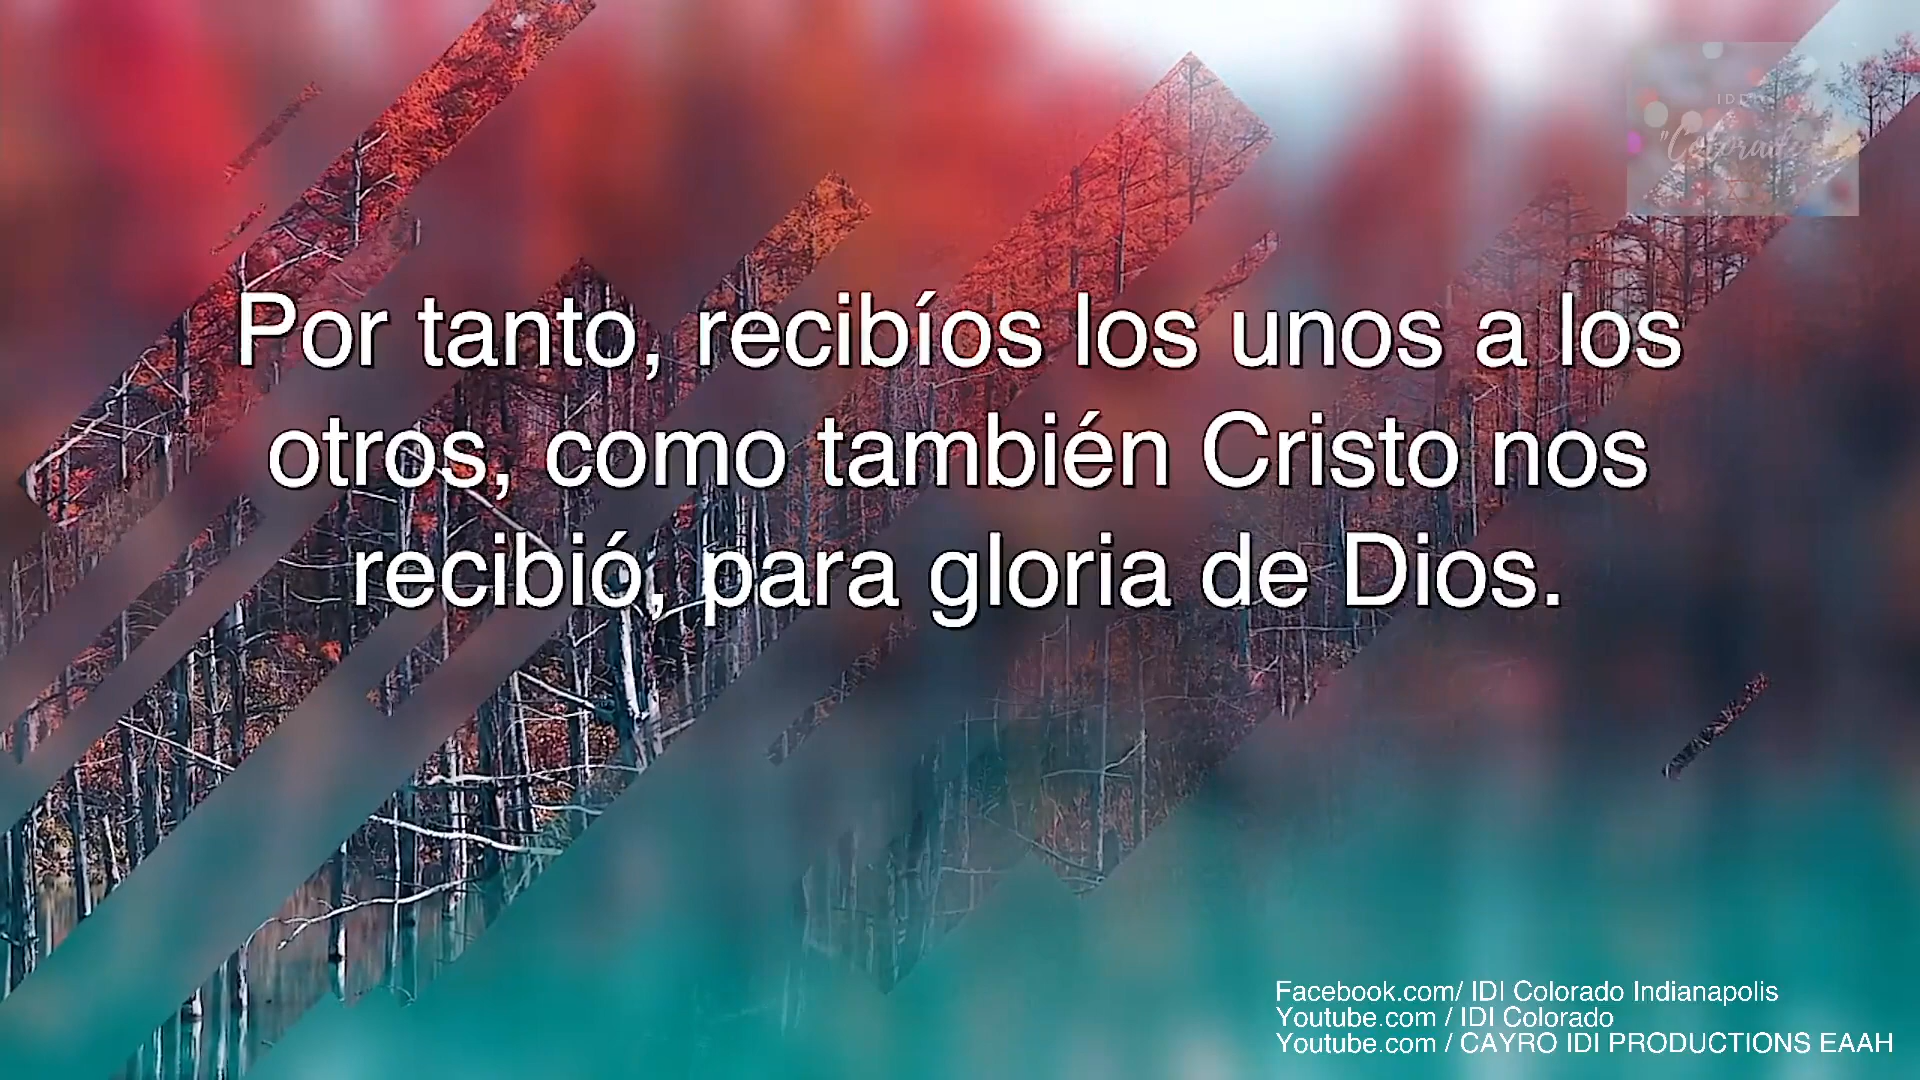 "Colorado"
Por tanto, recibíos los unos a los
otros, como también Cristo nos
recibió, para gloria de Dios.
Facebook.com/ IDI Colorado Indianapolis
Youtube.com / IDI Colorado
Youtube.com / CAYRO IDI PRODUCTIONS EAAH